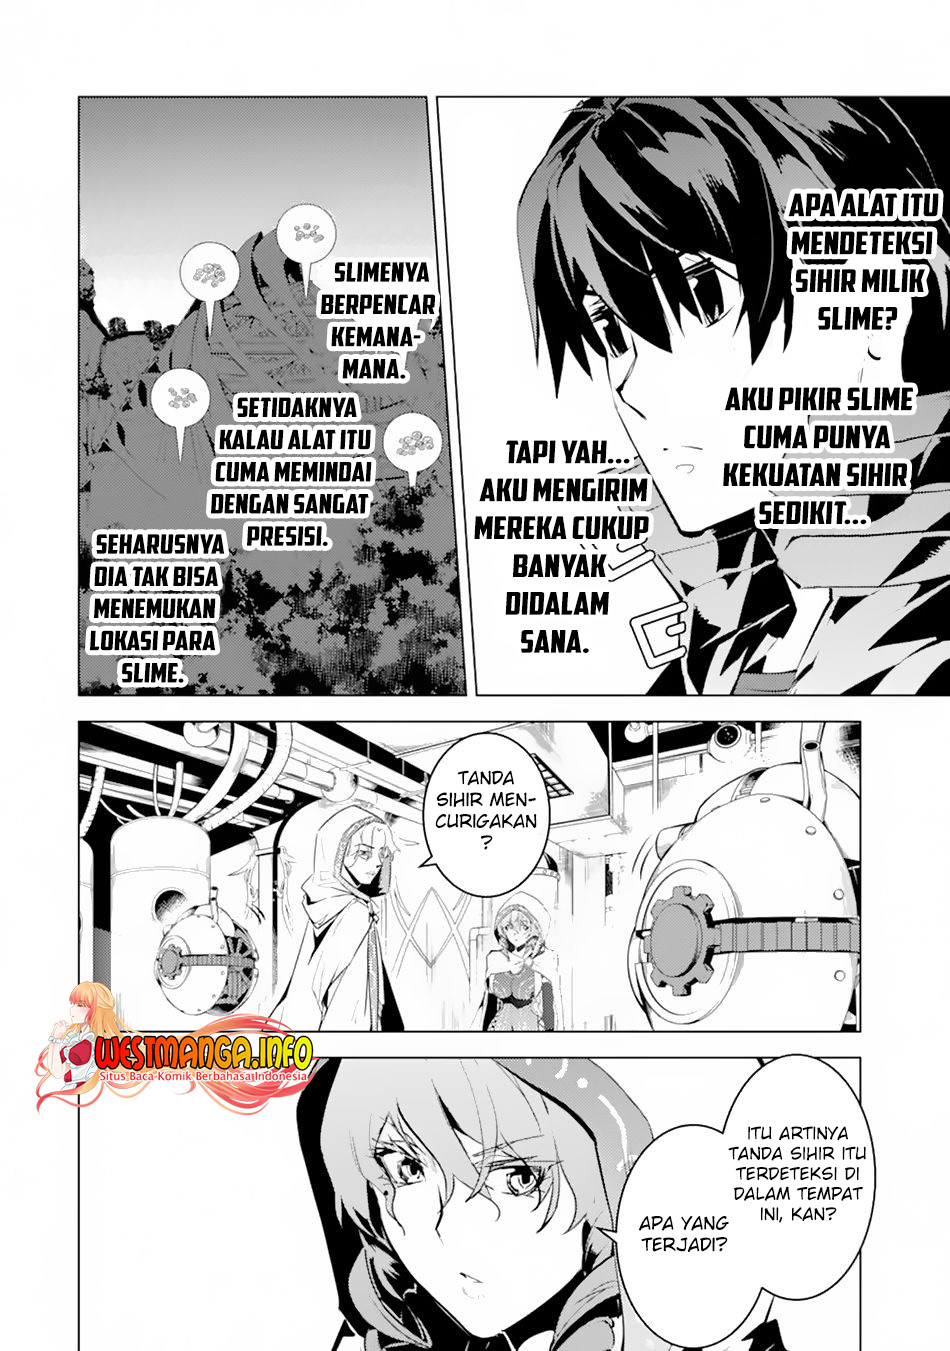 APA ALAT ITU
MENDETEKSI
SIHIR MILIK
SLIME?
AKU PIKIR SLIME
CUMA PUNYA
KEKUATAN SIHIR
SEDIKIT...
TAPI YAH...
AKU MENGIRIM
MEREKA CUKUP
BANYAK
DIDALAM
SANA.
SLIMENYA
BERPENCAR
KEMANA-
MANA.
SETIDAKNYA
KALAU ALAT ITU
CUMA MEMINDAI
DENGAN SANGAT
PRESISI.
SEHARUSNYA
DIA TAK BISA
MENEMUKAN
LOKASI PARA
SLIME.
TANDA
SIHIR MEN-
CURIGAKAN
?
WESTMANGA.INFO
Situs Baca Komik Berbahasa Indonesia
ITU ARTINYA
TANDA SIHIR ITU
TERDETEKSI DI
DALAM TEMPAT
INI, KAN?
APA YANG
TERJADI?